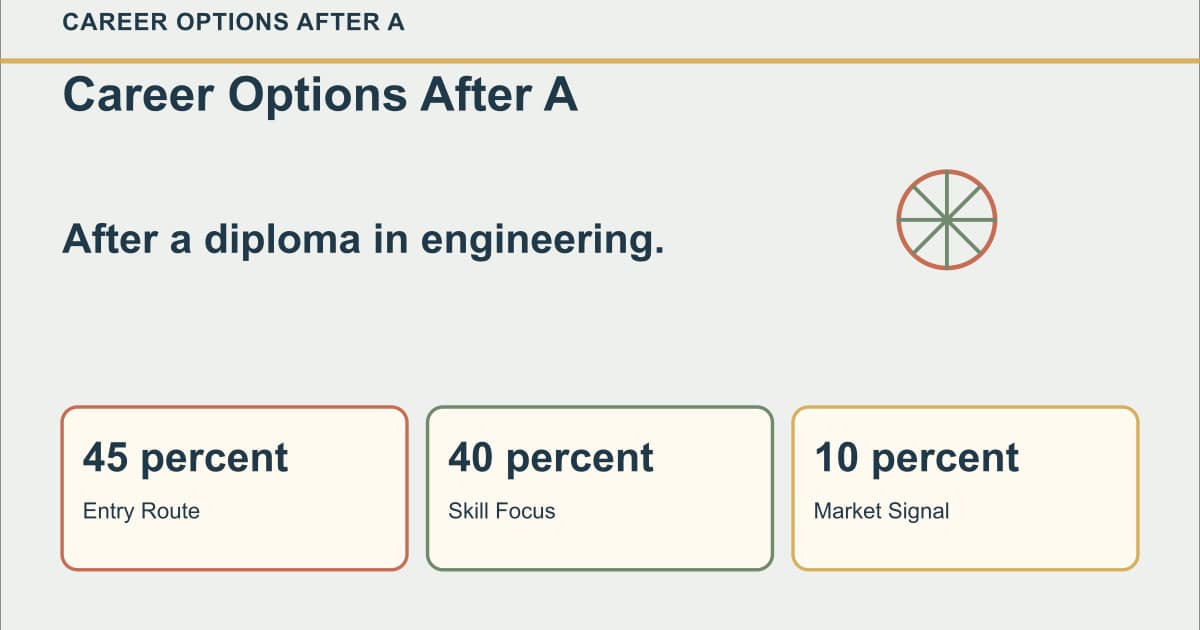 CAREER OPTIONS AFTER A
Career Options After A
After a diploma in engineering.
45 percent
Entry Route
40 percent
Skill Focus
10 percent
Market Signal